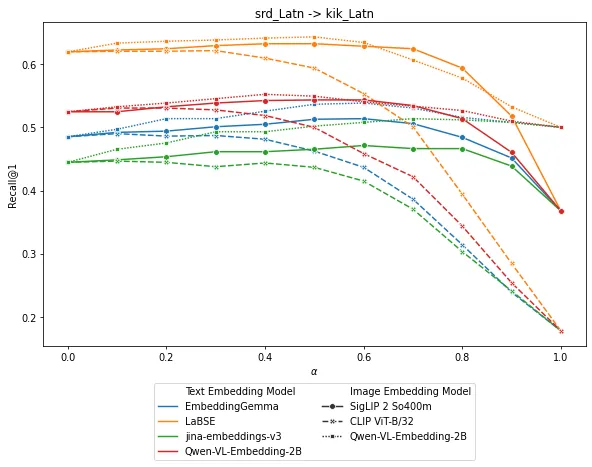 srd_Latn -> kik_Latn
Recall@1
0.6
0.5
0.4
0.3
0.2
0.0 0.2 0.4 0.6 0.8 1.0
α
Text Embedding Model
EmbeddingGemma
LaBSE
jina-embeddings-v3
Qwen-VL-Embedding-2B
Image Embedding Model
SigLIP 2 So400m
CLIP ViT-B/32
Qwen-VL-Embedding-2B